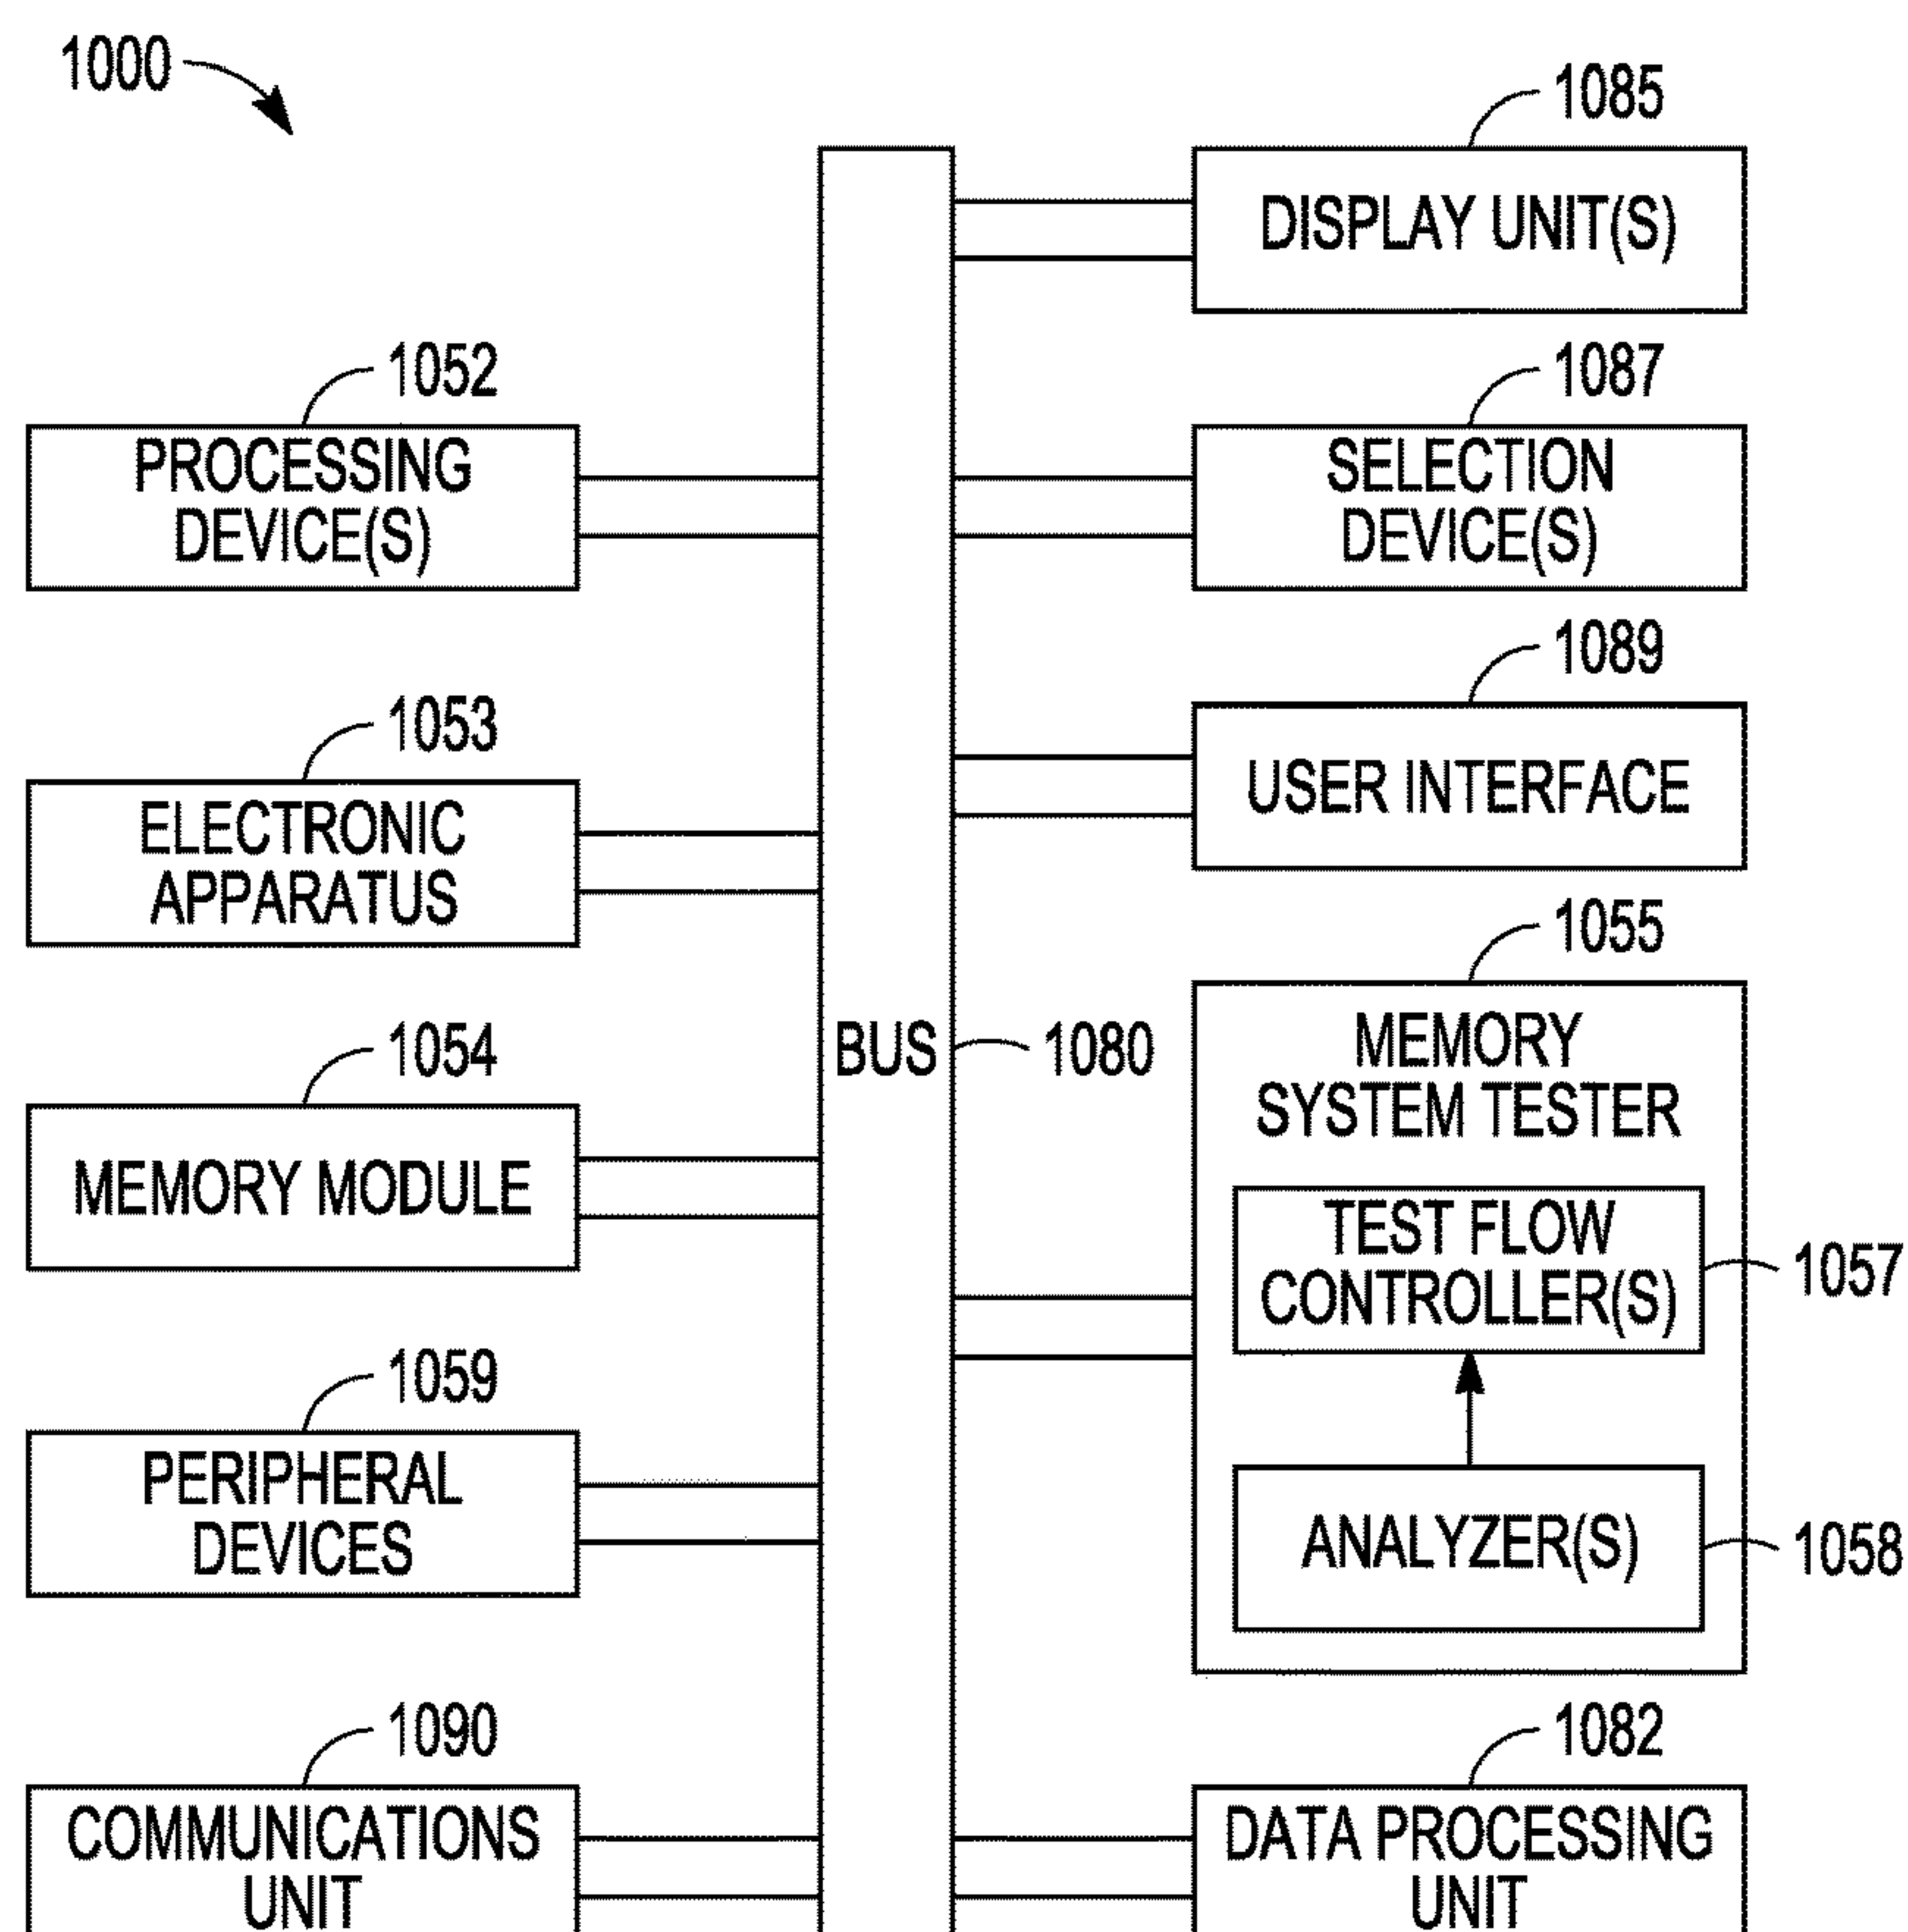 1000
1085
DISPLAY UNIT(S)
1052
PROCESSING
DEVICE(S)
1087
SELECTION
DEVICE(S)
1089
USER INTERFACE
1053
ELECTRONIC
APPARATUS
1054
MEMORY MODULE
BUS
1080
1055
MEMORY
SYSTEM TESTER
TEST FLOW
CONTROLLER(S)
1057
ANALYZER(S)
1058
1059
PERIPHERAL
DEVICES
1090
COMMUNICATIONS
UNIT
1082
DATA PROCESSING
UNIT